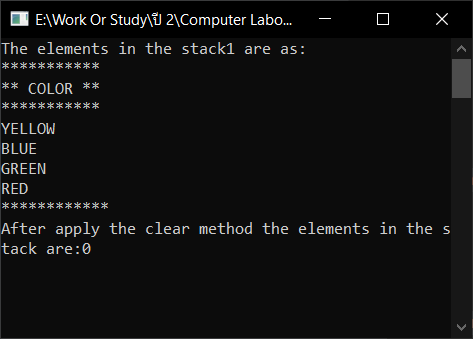 E:\Work Or Study\ปี 2\Computer Labo...
The elements in the stack1 are as:
***********
** COLOR **
***********
YELLOW
BLUE
GREEN
RED
************
After apply the clear method the elements in the s
tack are:0